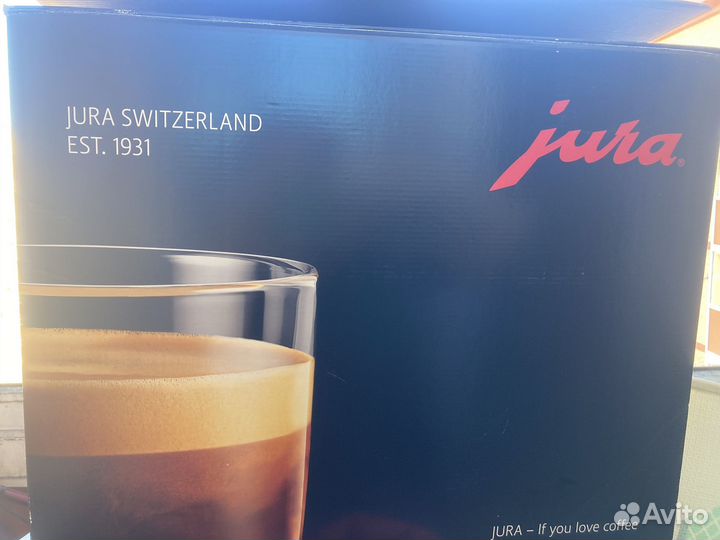 JURA SWITZERLAND
EST. 1931
jura®
JURA – If you love coffee
Avito